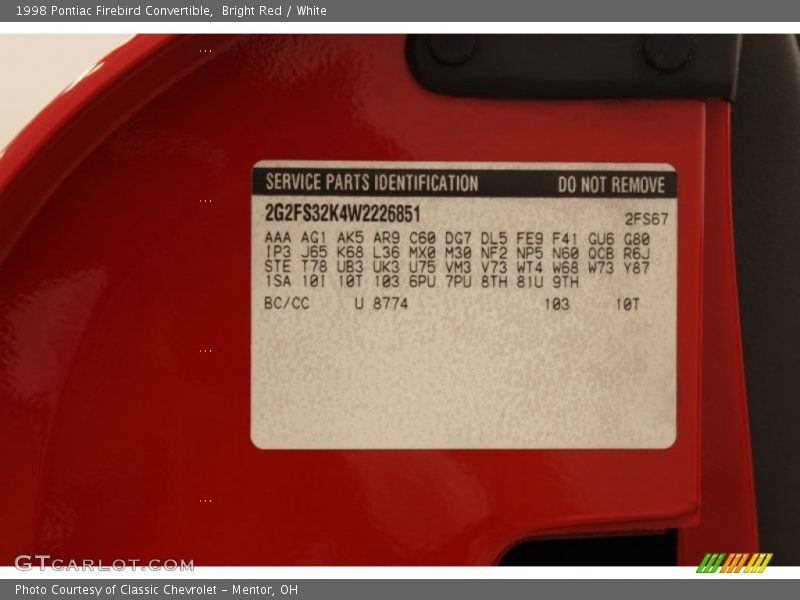 1998 Pontiac Firebird Convertible,  Bright Red / White
SERVICE PARTS IDENTIFICATION DO NOT REMOVE
2G2FS32K4W2226851 2FS67
AAA AG1 AK5 AR9 C60 DG7 DL5 FE9 F41 GU6 G80
IP3 J65 K68 L36 MX0 M30 NF2 NP5 N60 QCB R6J
STE T78 UB3 UK3 U75 VM3 V73 WT4 W68 W73 Y87
1SA 10I 10T 103 6PU 7PU 8TH 81U 9TH
BC/CC U 8774 103 10T
GTCARLOT.COM
Photo Courtesy of Classic Chevrolet - Mentor, OH